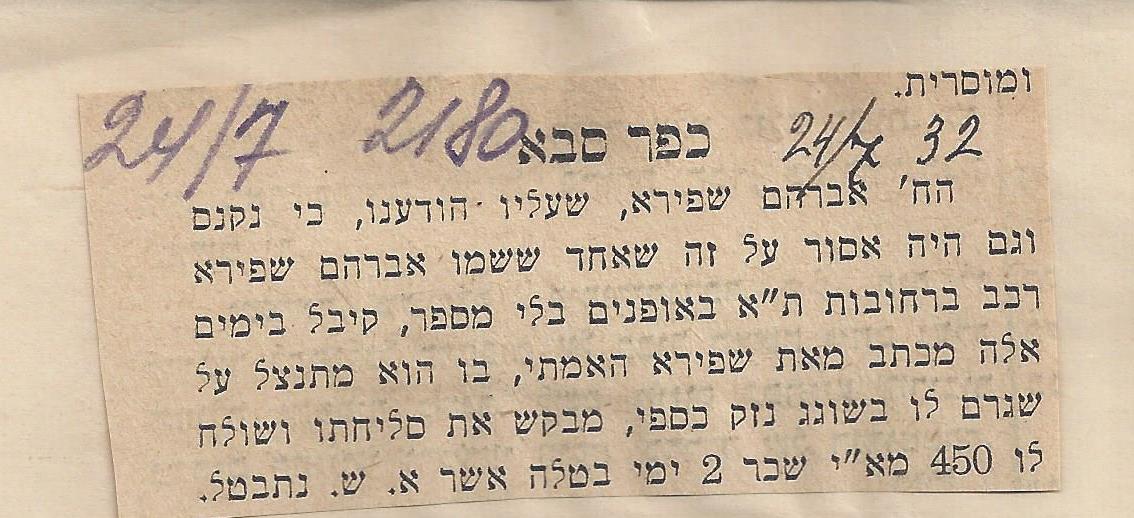 ומוסרית.
24/7 2180 כפר סבא 24/7 32
הח' אברהם שפירא, שעליו הודענו, כי נקנס
וגם היה אסור על זה שאחד ששמו אברהם שפירא
רכב ברחובות ת"א באופנים בלי מספר, קיבל בימים
אלה מכתב מאת שפירא האמתי, בו הוא מתנצל על
שגרם לו בשוגג נזק כספי, מבקש את סליחתו ושולח
לו 450 מא"י שכר 2 ימי בטלה אשר א. ש. נתבטל.